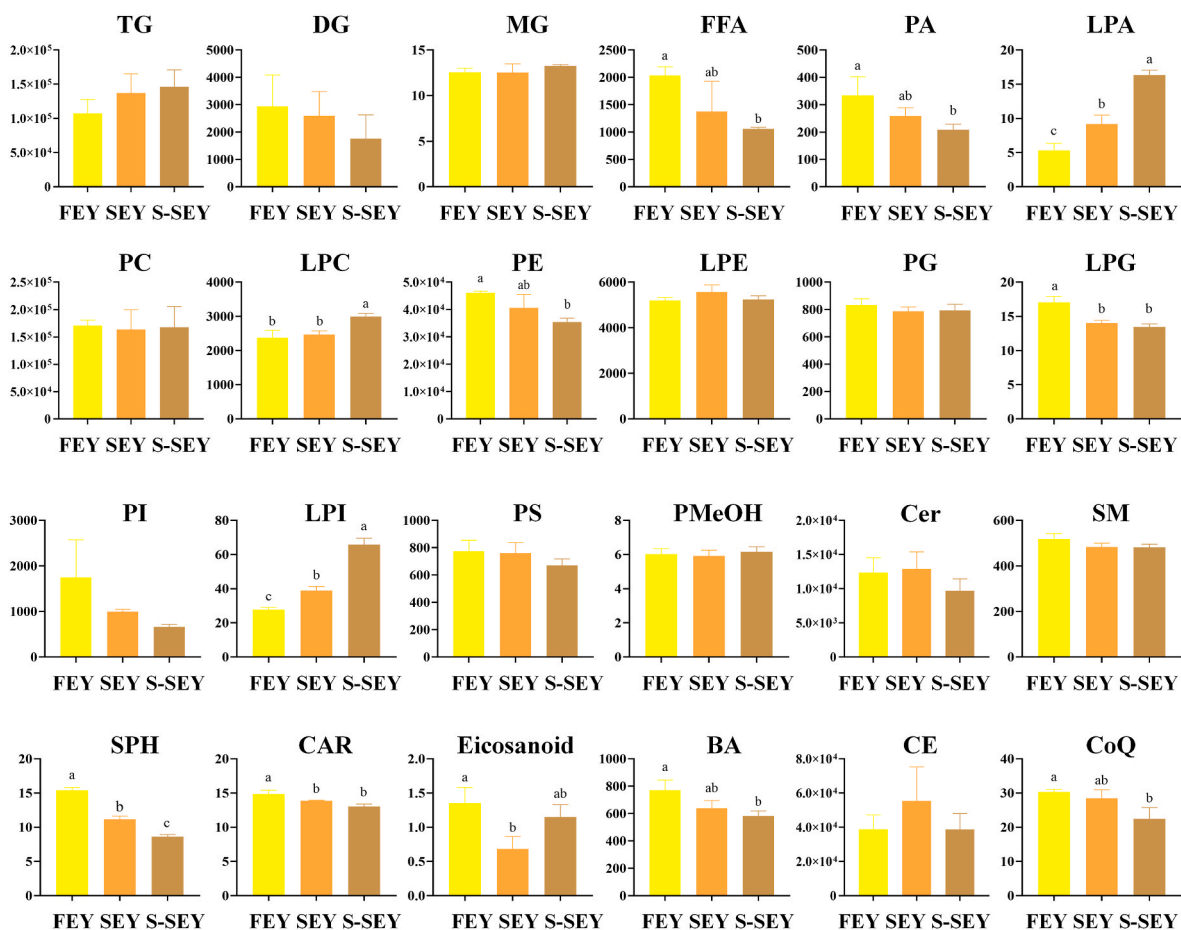 TG DG MG FFA PA LPA
2.0×10⁵ 5000 15 2500 500 20
1.5×10⁵ 4000 10 2000 400 15
1.0×10⁵ 3000 5 1500 300 10
5.0×10⁴ 2000 0 1000 200 5
0 1000 500 100 0
0 0 0
a ab b a ab b c b a
FEY SEY S-SEY FEY SEY S-SEY FEY SEY S-SEY FEY SEY S-SEY FEY SEY S-SEY FEY SEY S-SEY
PC LPC PE LPE PG LPG
2.5×10⁵ 4000 5.0×10⁴ 6000 1000 20
2.0×10⁵ 3000 4.0×10⁴ 4000 800 15
1.5×10⁵ 2000 3.0×10⁴ 2000 600 10
1.0×10⁵ 1000 2.0×10⁴ 0 400 5
5.0×10⁴ 0 1.0×10⁴ 200 0
0 0 0
b b a a ab b a b b
FEY SEY S-SEY FEY SEY S-SEY FEY SEY S-SEY FEY SEY S-SEY FEY SEY S-SEY FEY SEY S-SEY
PI LPI PS PMeOH Cer SM
3000 80 1000 8 2.0×10⁴ 600
2000 60 800 6 1.5×10⁴ 400
1000 40 600 4 1.0×10⁴ 200
0 20 400 2 5.0×10³ 0
0 200 0 0
0
c b a
FEY SEY S-SEY FEY SEY S-SEY FEY SEY S-SEY FEY SEY S-SEY FEY SEY S-SEY FEY SEY S-SEY
SPH CAR Eicosanoid BA CE CoQ
20 20 2.0 1000 8.0×10⁴ 40
15 15 1.5 800 6.0×10⁴ 30
10 10 1.0 600 4.0×10⁴ 20
5 5 0.5 400 2.0×10⁴ 10
0 0 0.0 200 0 0
0
a b c a b b a b ab a ab b a ab b
FEY SEY S-SEY FEY SEY S-SEY FEY SEY S-SEY FEY SEY S-SEY FEY SEY S-SEY FEY SEY S-SEY